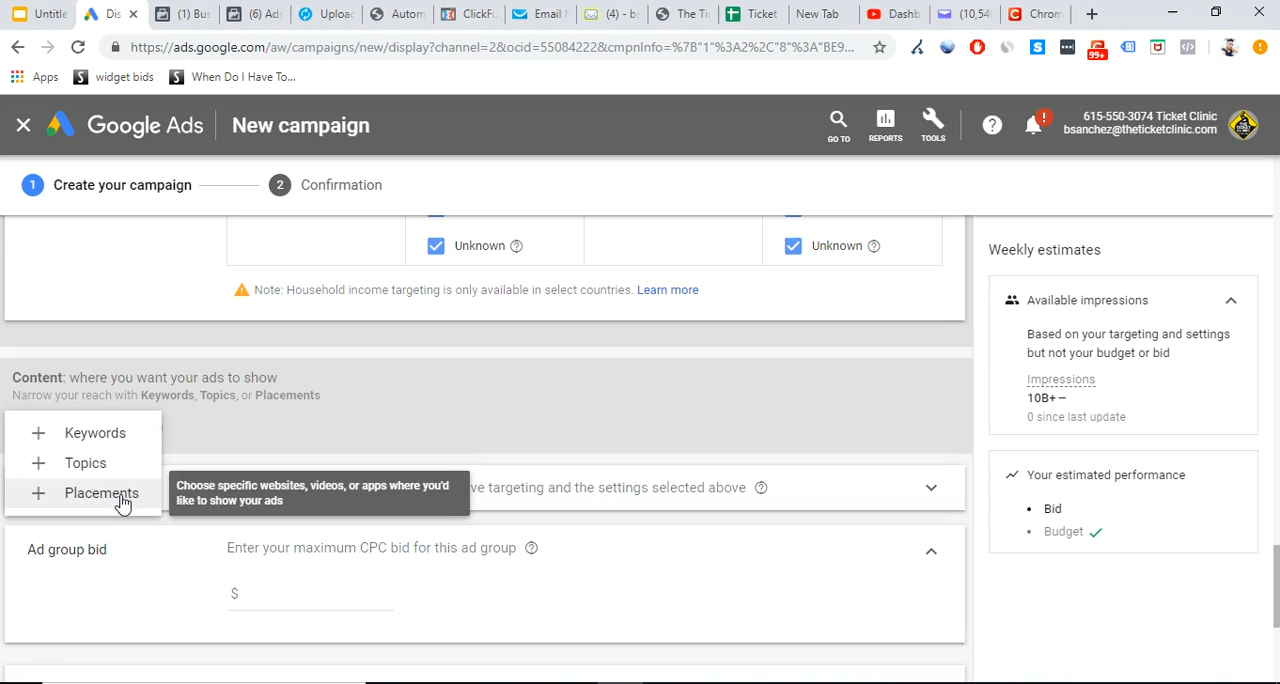 Untitle
Dis
(1) Bus
(6) Ads
Upload
Autom
ClickFu
Email
(4) - bs
The Ti
Ticket
New Tab
Dashb
(10,54
Chrom
https://ads.google.com/aw/campaigns/new/display?channel=2&ocid=55084222&cmpnInfo=%7B"1"%3A2%2C"8"%3A"BE9...
99+
Apps
widget bids
When Do I Have To...
Google Ads
New campaign
GO TO
REPORTS
TOOLS
615-550-3074 Ticket Clinic
bsanchez@theticketclinic.com
1 Create your campaign
2 Confirmation
Unknown
Unknown
Note: Household income targeting is only available in select countries. Learn more
Content: where you want your ads to show
Narrow your reach with Keywords, Topics, or Placements
Keywords
Topics
Placements
Choose specific websites, videos, or apps where you'd
like to show your ads
ve targeting and the settings selected above
Ad group bid
Enter your maximum CPC bid for this ad group
$
Weekly estimates
Available impressions
Based on your targeting and settings
but not your budget or bid
Impressions
10B+ –
0 since last update
Your estimated performance
• Bid
• Budget